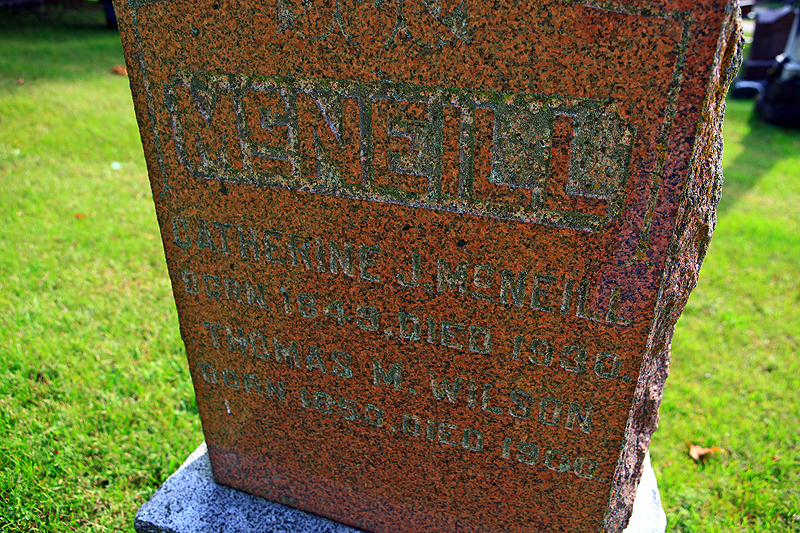 McNEILL
CATHERINE J. McNEILL
BORN 1849, DIED 1930.
THOMAS M. WILSON
BORN 1859, DIED 1900